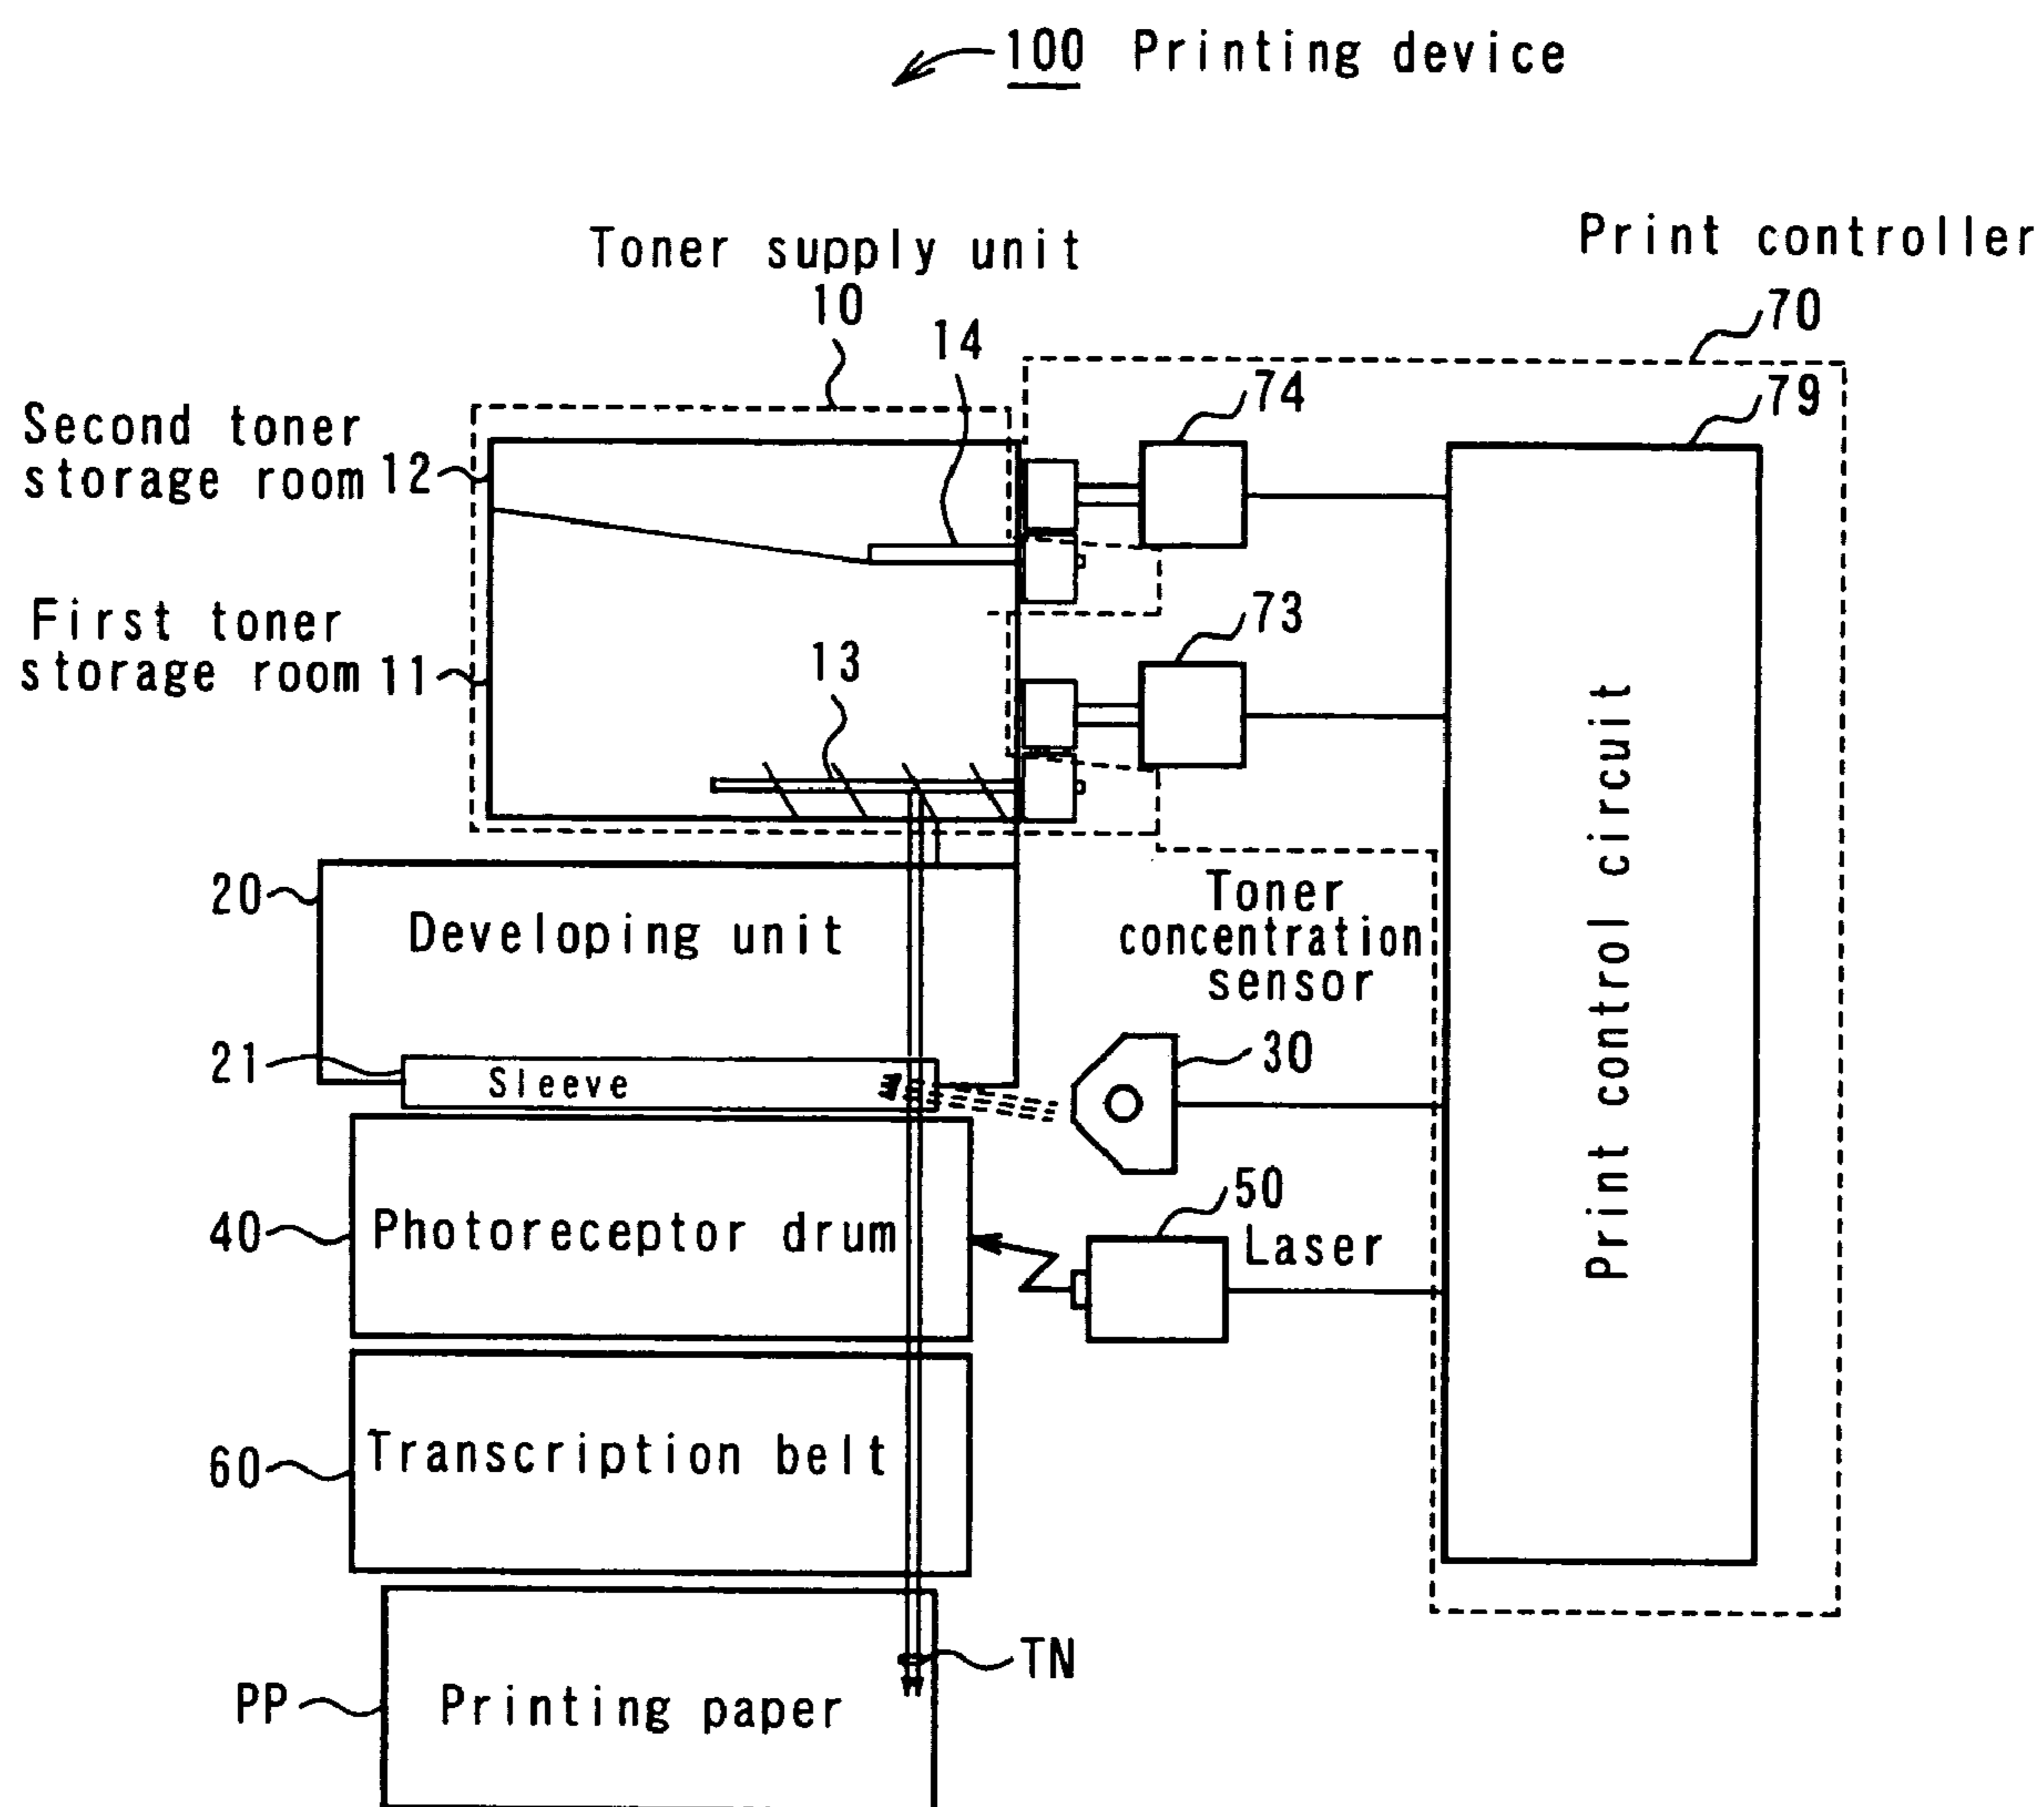 100 Printing device
Toner supply unit
10
Print controller
70
14
74
79
Second toner
storage room 12
First toner
storage room 11
73
13
20
Developing unit
Toner
concentration
sensor
Print control circuit
21
Sleeve
30
50
Laser
40
Photoreceptor drum
60
Transcription belt
TN
PP
Printing paper